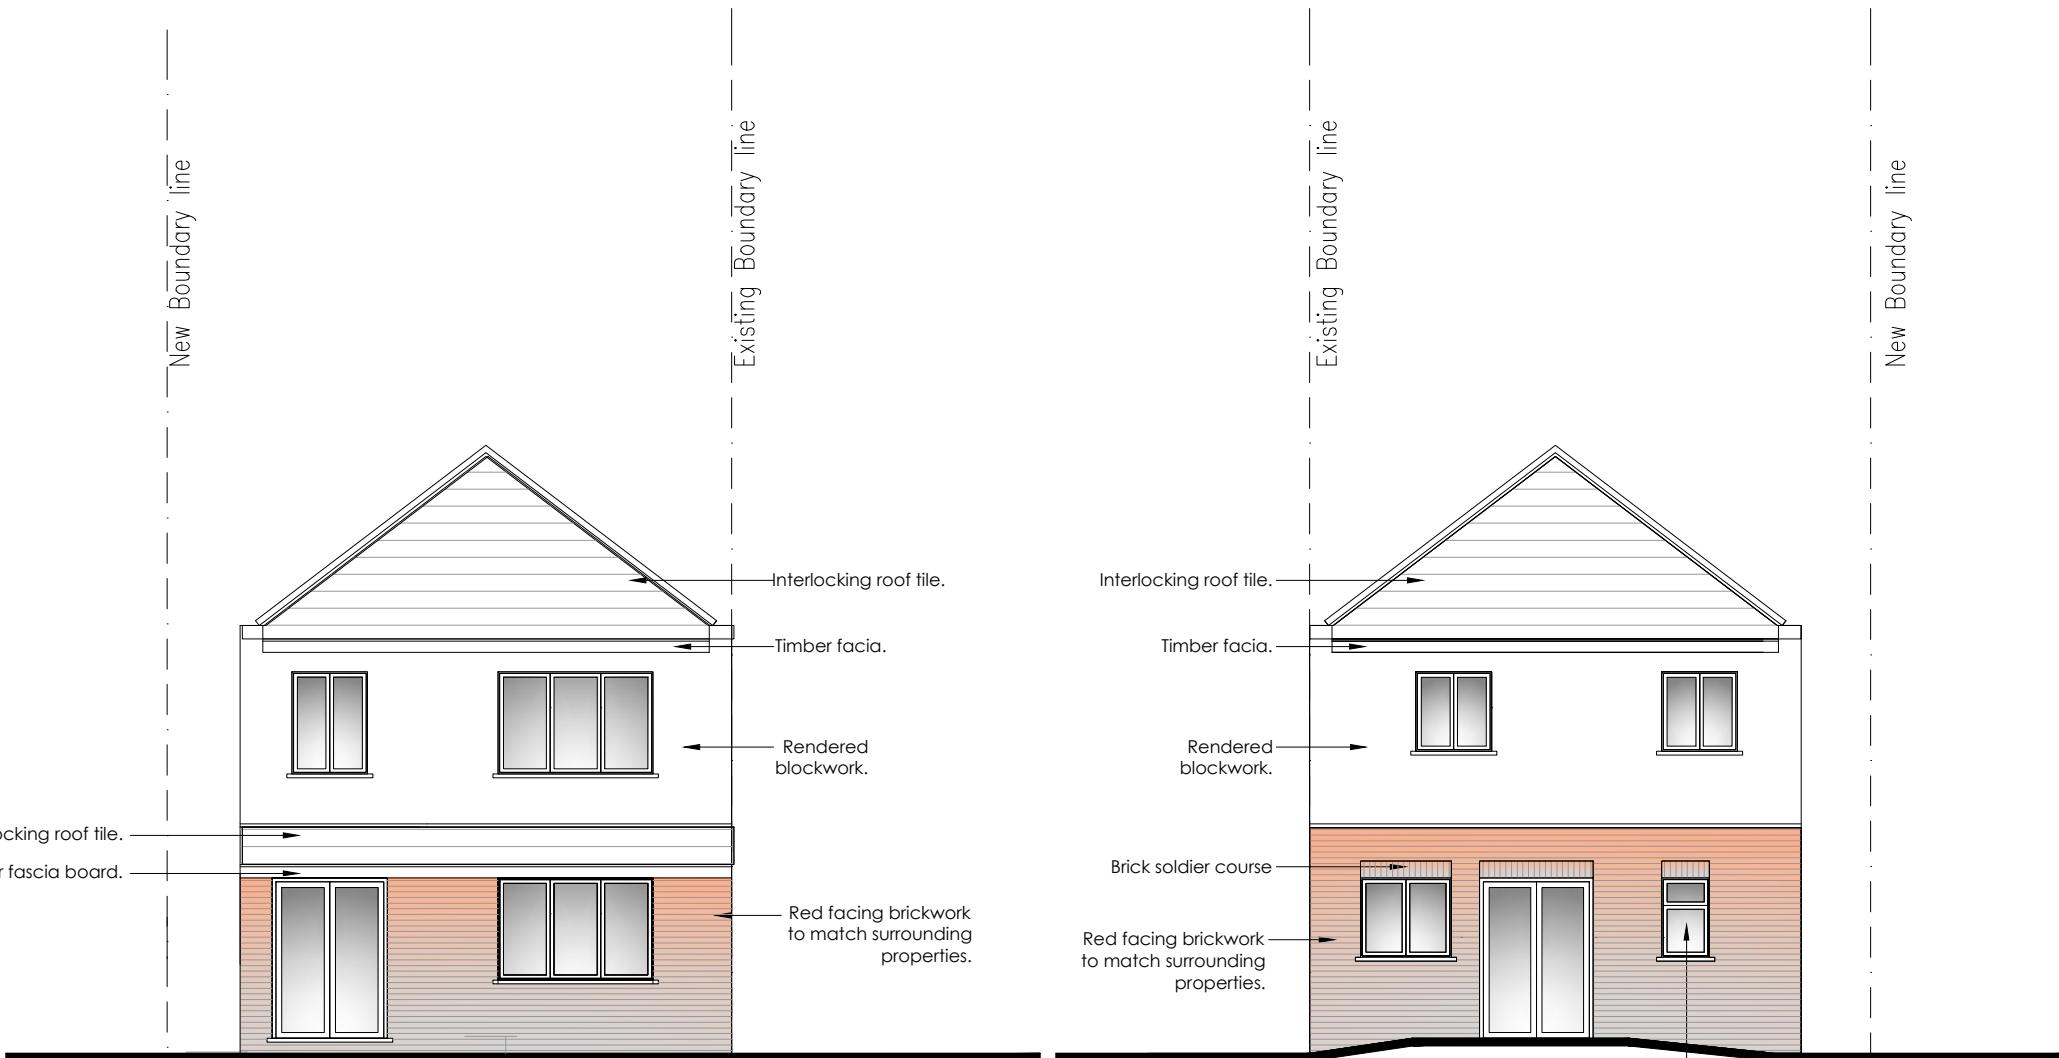 New Boundary line
Existing Boundary line
Existing Boundary line
New Boundary line
Interlocking roof tile.
Timber facia.
Rendered
blockwork.
roof tile.
fascia board.
Red facing brickwork
to match surrounding
properties.
Interlocking roof tile.
Timber facia.
Rendered
blockwork.
Brick soldier course
Red facing brickwork
to match surrounding
properties.